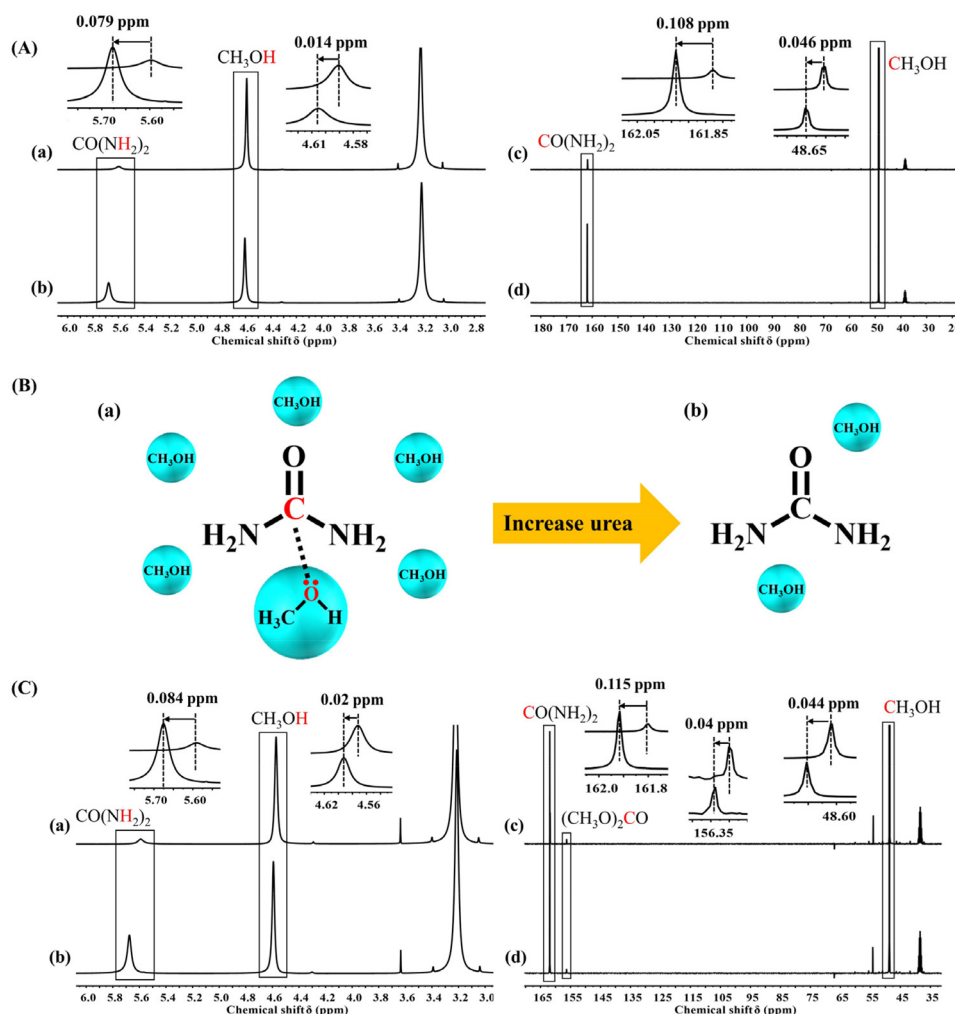 (A)
0.079 ppm
5.70
5.60
CO(NH₂)₂
CH₃OH
0.014 ppm
4.61
4.58
(a)
(b)
6.0 5.8 5.6 5.4 5.2 5.0 4.8 4.6 4.4 4.2 4.0 3.8 3.6 3.4 3.2 3.0 2.8
Chemical shift δ (ppm)
0.108 ppm
162.05
161.85
CO(NH₂)₂
0.046 ppm
48.65
CH₃OH
(c)
(d)
180 170 160 150 140 130 120 110 100 90 80 70 60 50 40 30 20
Chemical shift δ (ppm)
(B)
(a)
CH₃OH
CH₃OH
CH₃OH
O
C
H₂N
NH₂
CH₃OH
CH₃OH
O
H₃C
H
Increase urea
(b)
CH₃OH
O
C
H₂N
NH₂
CH₃OH
(C)
0.084 ppm
5.70
5.60
CO(NH₂)₂
CH₃OH
0.02 ppm
4.62
4.56
(a)
(b)
6.0 5.8 5.6 5.4 5.2 5.0 4.8 4.6 4.4 4.2 4.0 3.8 3.6 3.4 3.2 3.0
Chemical shift δ (ppm)
CO(NH₂)₂
0.115 ppm
162.0
161.8
0.04 ppm
156.35
(CH₃O)₂CO
0.044 ppm
48.60
CH₃OH
(c)
(d)
165 155 145 135 125 115 105 95 85 75 65 55 45 35
Chemical shift δ (ppm)